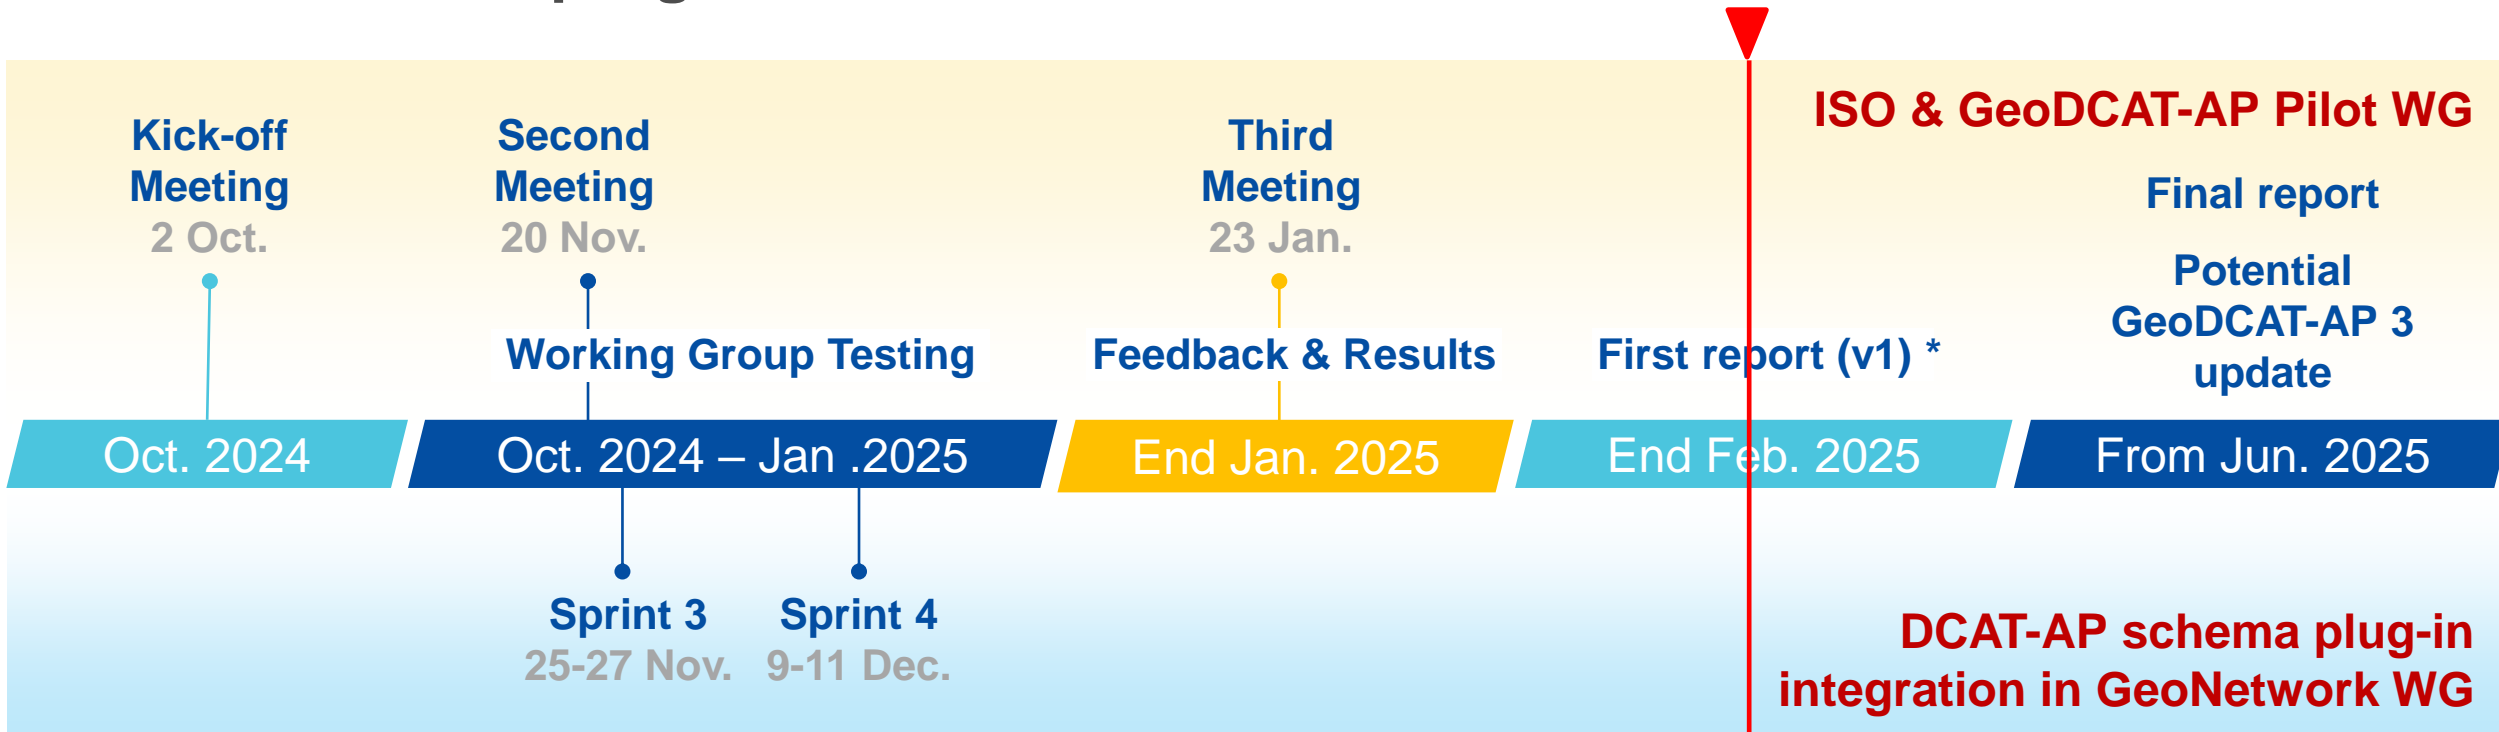 ISO & GeoDCAT-AP Pilot WG
Kick-off
Meeting
2 Oct.
Second
Meeting
20 Nov.
Third
Meeting
23 Jan.
Final report
Potential
GeoDCAT-AP 3
update
Working Group Testing
Feedback & Results
First report (v1) *
Oct. 2024
Oct. 2024 – Jan .2025
End Jan. 2025
End Feb. 2025
From Jun. 2025
Sprint 3
25-27 Nov.
Sprint 4
9-11 Dec.
DCAT-AP schema plug-in
integration in GeoNetwork WG